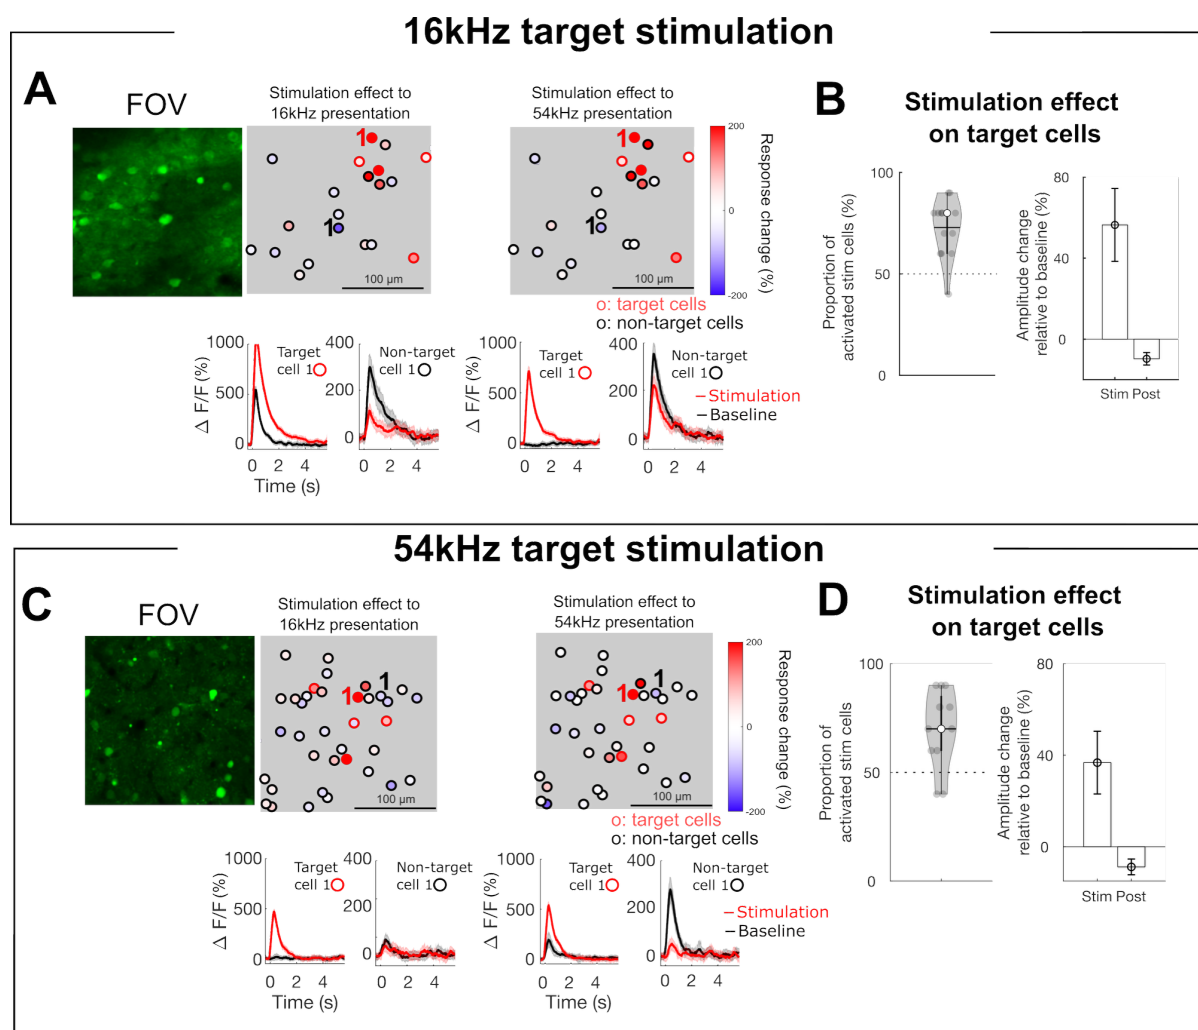 16kHz target stimulation
A
FOV
Stimulation effect to
16kHz presentation
1
1
100 µm
Stimulation effect to
54kHz presentation
1
1
100 µm
200
0
-200
Response change (%)
o: target cells
o: non-target cells
Δ F/F (%)
1000
500
0
Target
cell 1
0 2 4
Time (s)
400
200
0
Non-target
cell 1
0 2 4
Δ F/F (%)
1000
500
0
Target
cell 1
0 2 4
400
200
0
Non-target
cell 1
Stimulation
Baseline
0 2 4
B
Stimulation effect
on target cells
Proportion of
activated stim cells (%)
100
50
0
Amplitude change
relative to baseline (%)
80
40
0
Stim Post
54kHz target stimulation
C
FOV
Stimulation effect to
16kHz presentation
1
1
100 µm
Stimulation effect to
54kHz presentation
1
1
100 µm
200
0
-200
Response change (%)
o: target cells
o: non-target cells
Δ F/F (%)
1000
500
0
Target
cell 1
0 2 4
Time (s)
400
200
0
Non-target
cell 1
0 2 4
Δ F/F (%)
1000
500
0
Target
cell 1
0 2 4
Time (s)
400
200
0
Non-target
cell 1
Stimulation
Baseline
0 2 4
D
Stimulation effect
on target cells
Proportion of
activated stim cells
100
50
0
Amplitude change
relative to baseline (%)
80
40
0
Stim Post